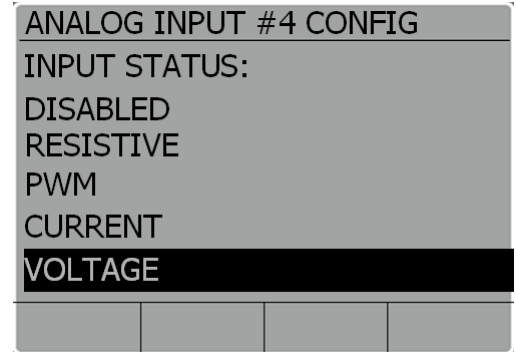 ANALOG INPUT #4 CONFIG
INPUT STATUS:
DISABLED
RESISTIVE
PWM
CURRENT
VOLTAGE